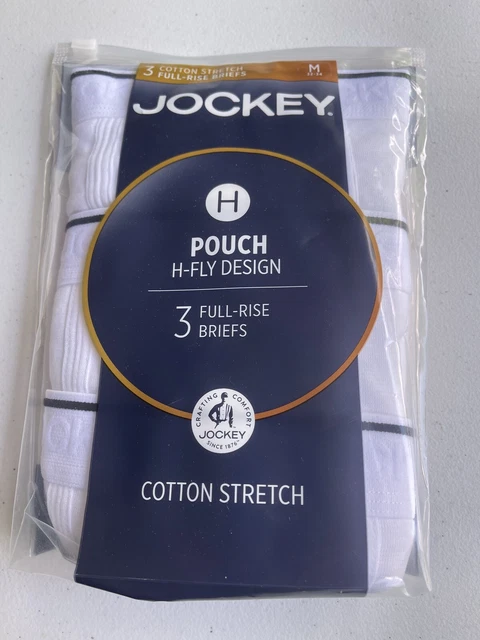 3 COTTON STRETCH
FULL-RISE BRIEFS
M
JOCKEY®
H
POUCH
H-FLY DESIGN
3 FULL-RISE
BRIEFS
CRAFTING COMFORT
JOCKEY
SINCE 1876
COTTON STRETCH